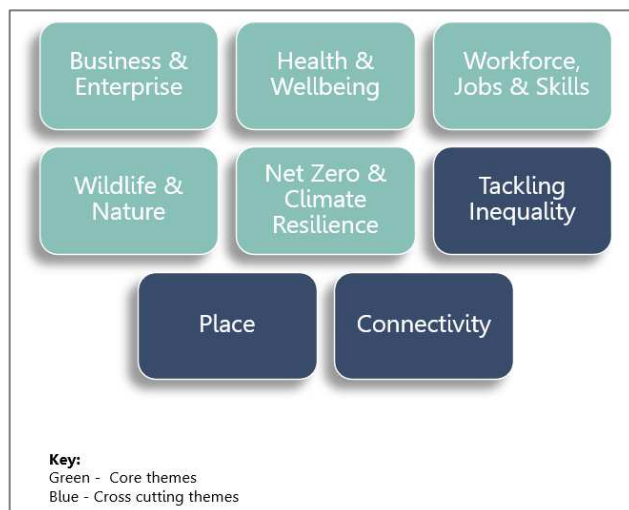 Business &
Enterprise
Health &
Wellbeing
Workforce,
Jobs & Skills
Wildlife &
Nature
Net Zero &
Climate
Resilience
Tackling
Inequality
Place
Connectivity
Key:
Green - Core themes
Blue - Cross cutting themes